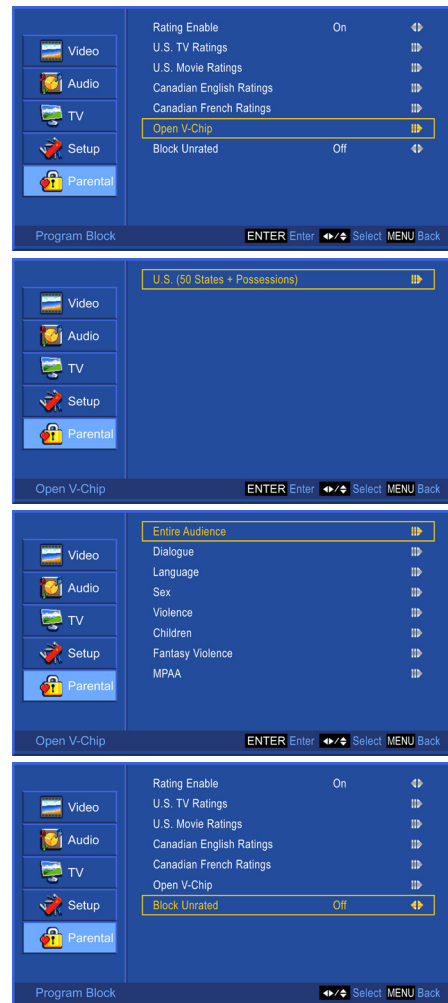 Rating Enable On
Video
U.S. TV Ratings
U.S. Movie Ratings
Audio
Canadian English Ratings
TV
Canadian French Ratings
Open V-Chip
Setup
Block Unrated Off
Parental
Program Block ENTER Enter Select MENU Back
U.S. (50 States + Possessions)
Video
Audio
TV
Setup
Parental
Open V-Chip ENTER Enter Select MENU Back
Entire Audience
Video
Dialogue
Language
Audio
Sex
TV
Violence
Children
Setup
Fantasy Violence
MPAA
Parental
Open V-Chip ENTER Enter Select MENU Back
Rating Enable On
Video
U.S. TV Ratings
U.S. Movie Ratings
Audio
Canadian English Ratings
TV
Canadian French Ratings
Open V-Chip
Setup
Block Unrated Off
Parental
Program Block Select MENU Back